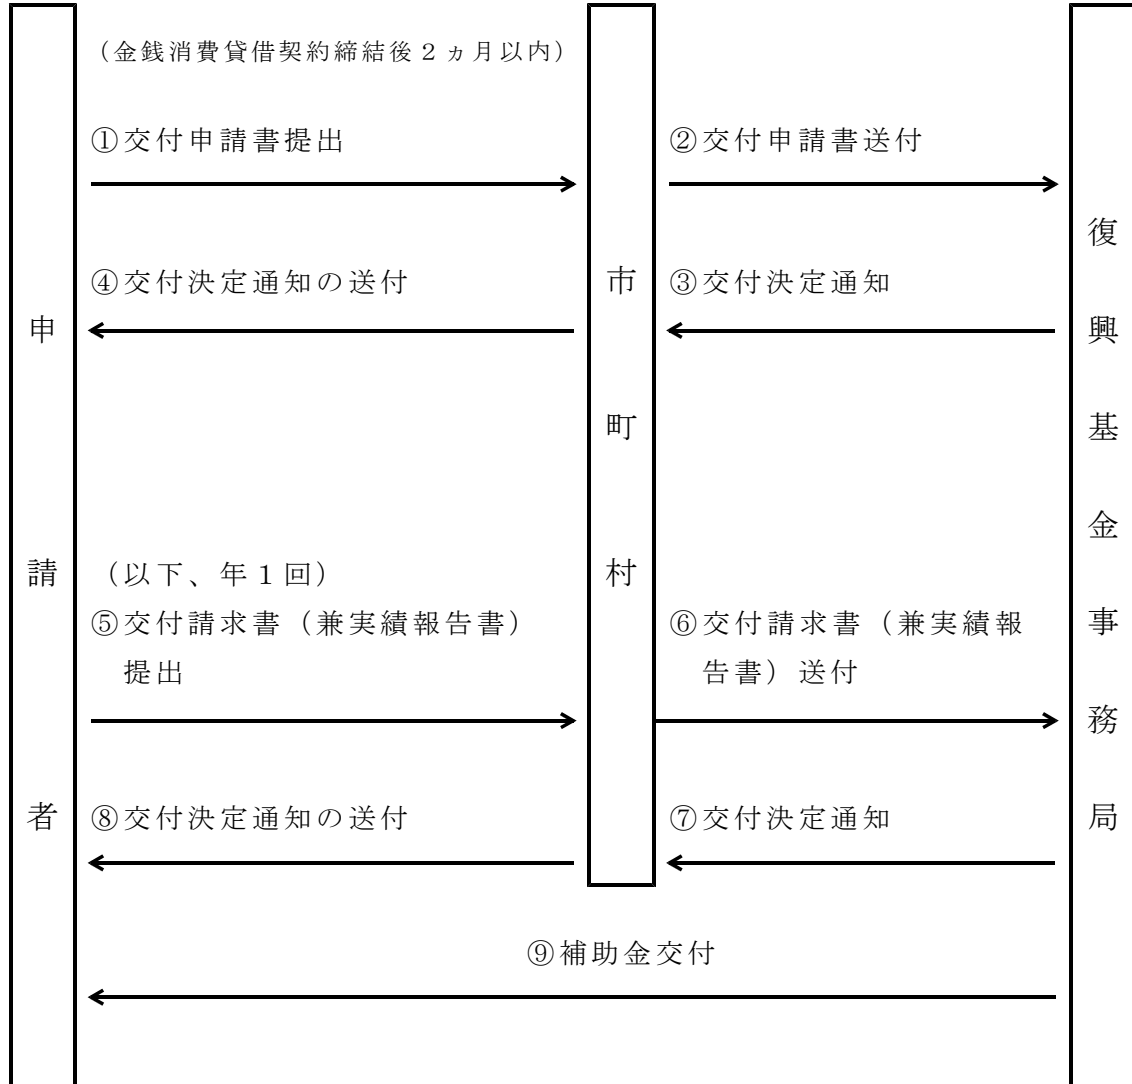 （金銭消費貸借契約締結後２ヵ月以内）
①交付申請書提出
②交付申請書送付
④交付決定通知の送付
③交付決定通知
（以下、年１回）
⑤交付請求書（兼実績報告書）
提出
⑥交付請求書（兼実績報
告書）送付
⑧交付決定通知の送付
⑦交付決定通知
⑨補助金交付
申請者
市町村
復興基金事務局